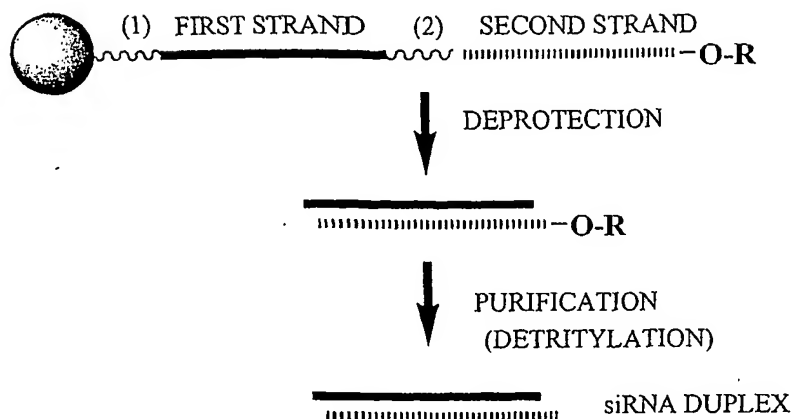 (1) FIRST STRAND (2) SECOND STRAND
-O-R
DEPROTECTION
-O-R
PURIFICATION
(DETRITYLATION)
siRNA DUPLEX